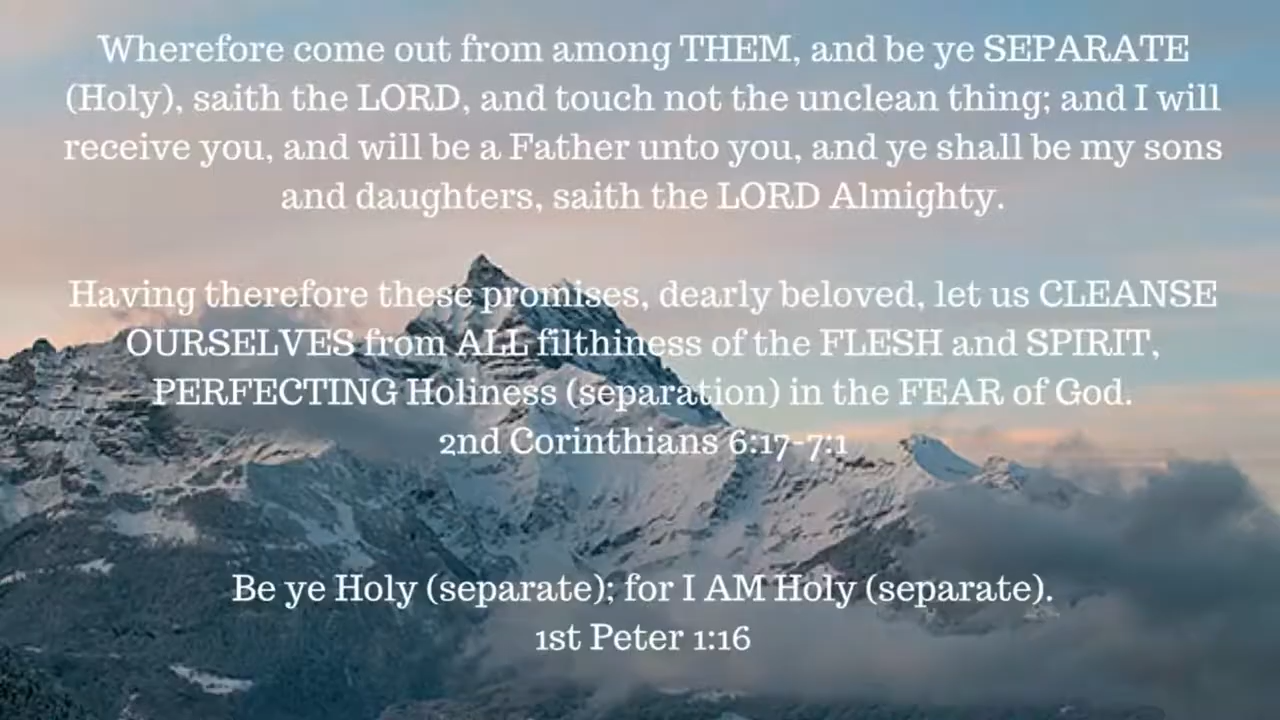 Wherefore come out from among THEM, and be ye SEPARATE
(Holy), saith the LORD, and touch not the unclean thing; and I will
receive you, and will be a Father unto you, and ye shall be my sons
and daughters, saith the LORD Almighty.
Having therefore these promises, dearly beloved, let us CLEANSE
OURSELVES from ALL filthiness of the FLESH and SPIRIT,
PERFECTING Holiness (separation) in the FEAR of God.
2nd Corinthians 6:17-7:1
Be ye Holy (separate); for I AM Holy (separate).
1st Peter 1:16